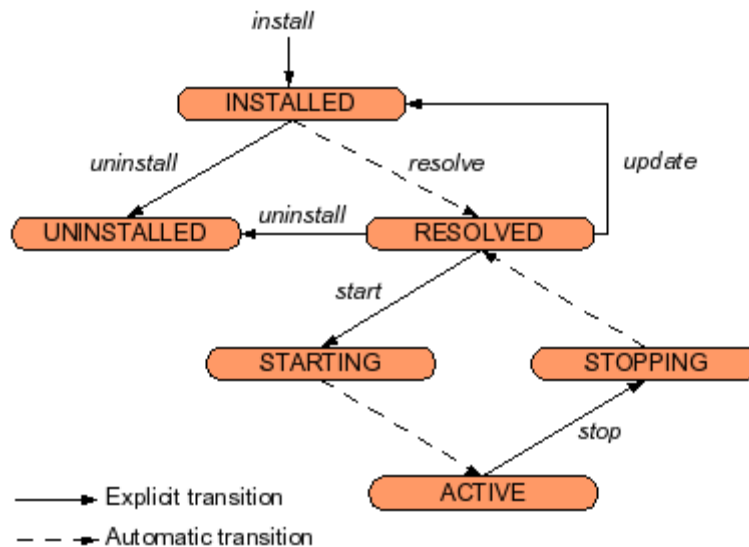 install
INSTALLED
uninstall
resolve
update
UNINSTALLED
uninstall
RESOLVED
start
STARTING
STOPPING
stop
ACTIVE
Explicit transition
Automatic transition